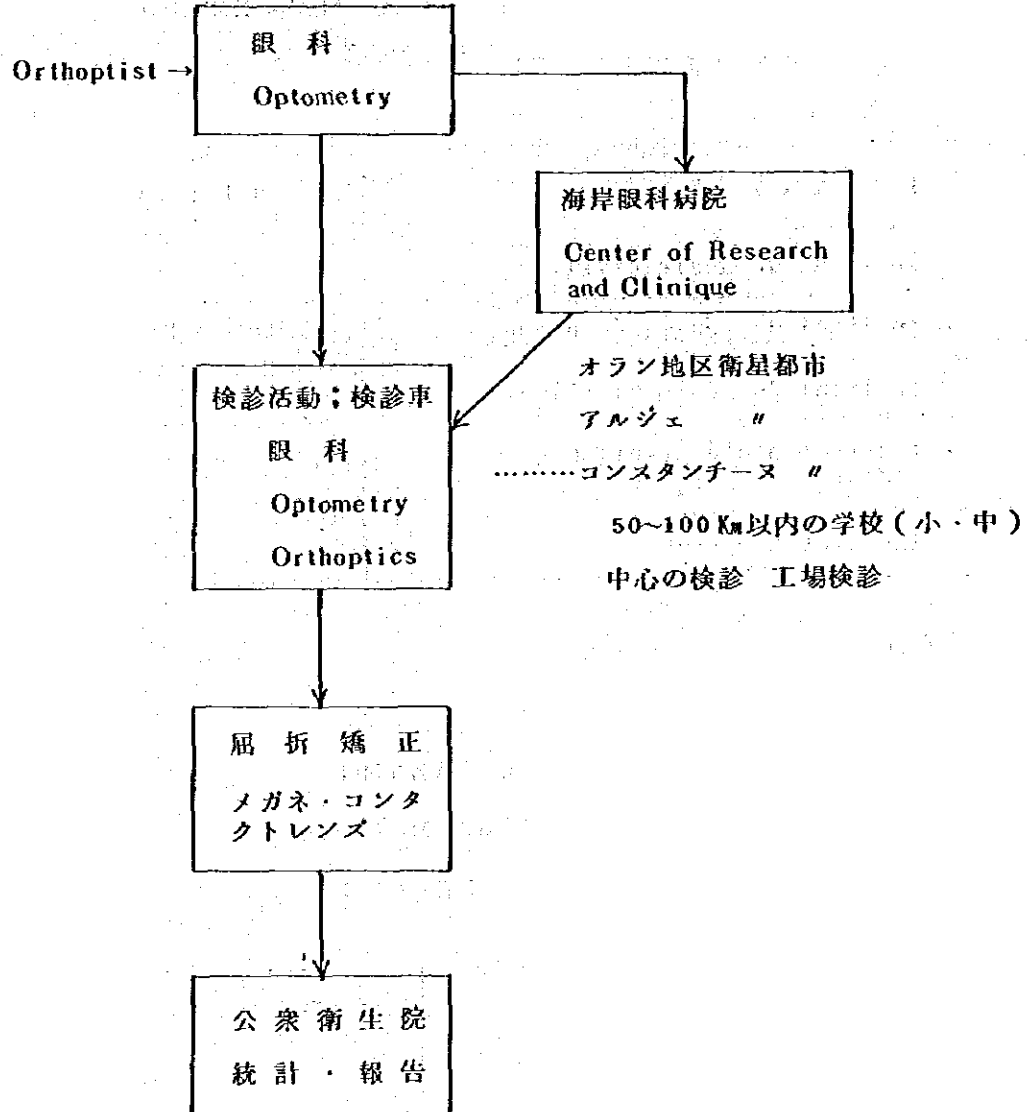 眼 科
Orthoptist →
Optometry
海岸眼科病院
Center of Research
and Clinique
オラン地区衛星都市
アルジェ 〃
………コンスタンチーヌ 〃
50~100Km以内の学校(小・中)
中心の検診 工場検診
検診活動:検診車
眼 科
Optometry
Orthoptics
屈 折 矯 正
メガネ・コンタ
クトレンズ
公 衆 衛 生 院
統 計 ・ 報 告